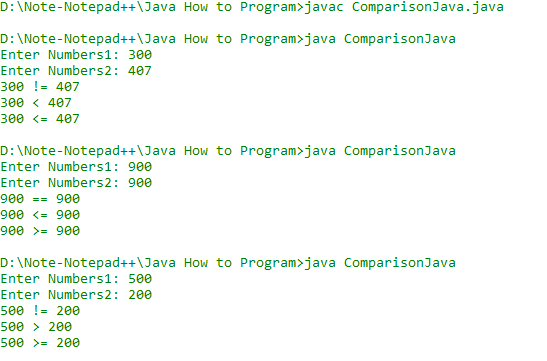 D:\Note-Notepad++\Java How to Program>javac ComparisonJava.java
D:\Note-Notepad++\Java How to Program>java ComparisonJava
Enter Numbers1: 300
Enter Numbers2: 407
300 != 407
300 < 407
300 <= 407
D:\Note-Notepad++\Java How to Program>java ComparisonJava
Enter Numbers1: 900
Enter Numbers2: 900
900 == 900
900 <= 900
900 >= 900
D:\Note-Notepad++\Java How to Program>java ComparisonJava
Enter Numbers1: 500
Enter Numbers2: 200
500 != 200
500 > 200
500 >= 200